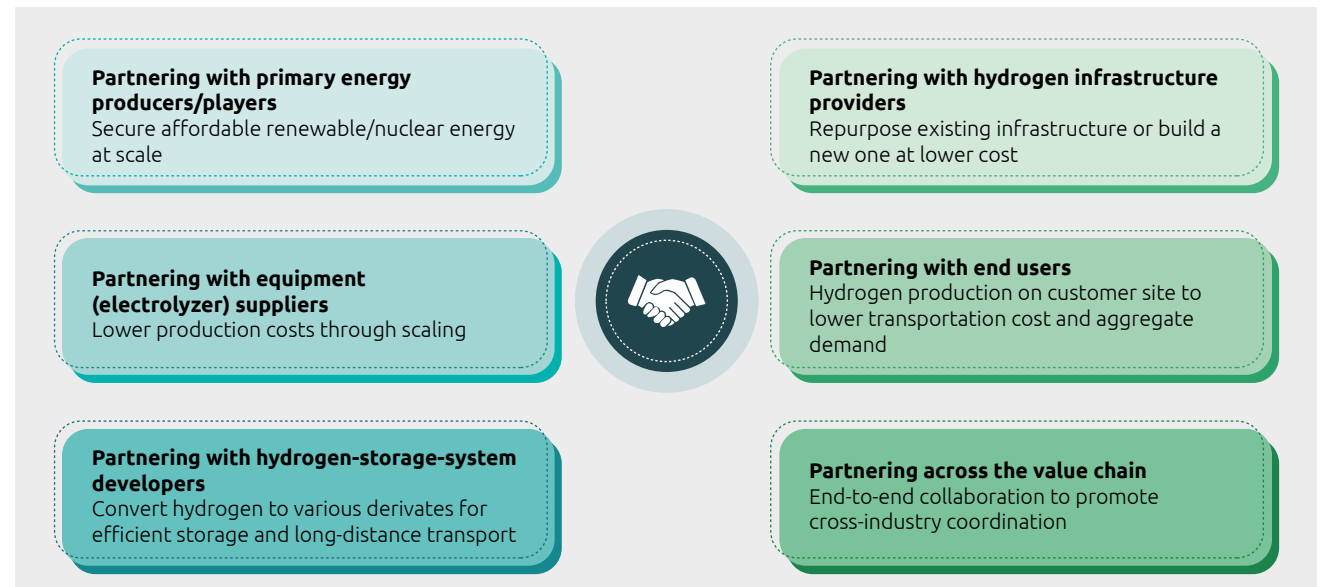 Partnering with primary energy
producers/players
Secure affordable renewable/nuclear energy
at scale
Partnering with equipment
(electrolyzer) suppliers
Lower production costs through scaling
Partnering with hydrogen-storage-system
developers
Convert hydrogen to various derivates for
efficient storage and long-distance transport
Partnering with hydrogen infrastructure
providers
Repurpose existing infrastructure or build a
new one at lower cost
Partnering with end users
Hydrogen production on customer site to
lower transportation cost and aggregate
demand
Partnering across the value chain
End-to-end collaboration to promote
cross-industry coordination